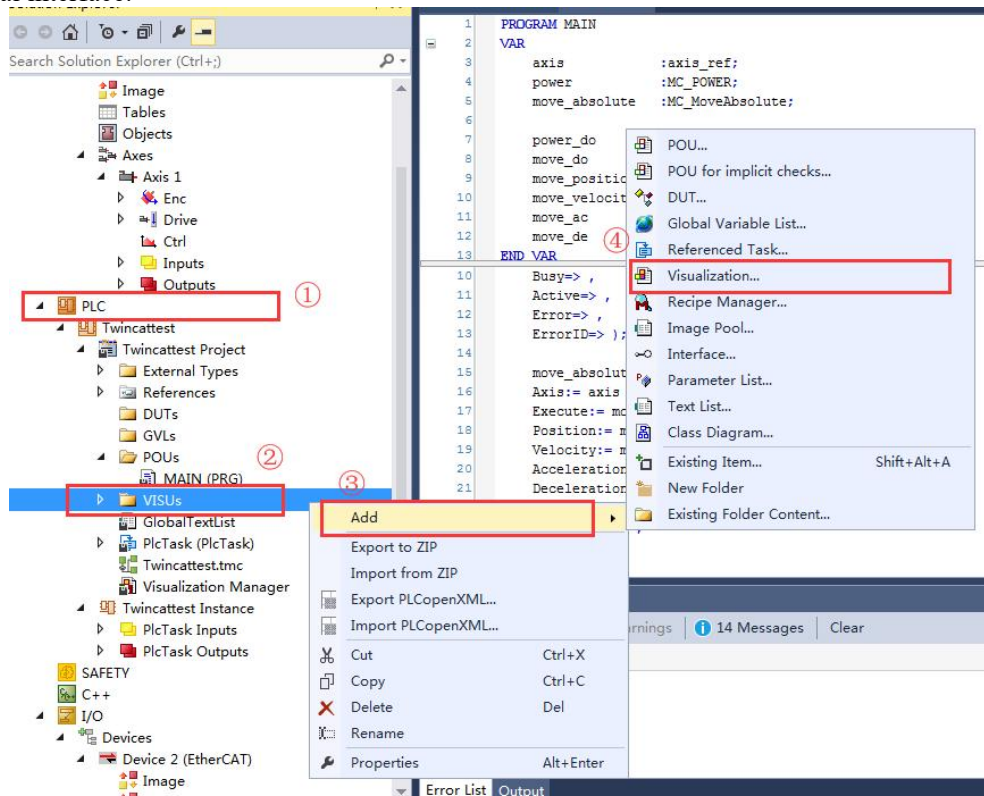 Search Solution Explorer (Ctrl+;)
Image
Tables
Objects
Axes
Axis 1
Enc
Drive
Ctrl
Inputs
Outputs
①
PLC
Twincattest
Twincattest Project
External Types
References
DUTs
GVLs
POUs
②
MAIN (PRG)
VISUs
GlobalTextList
PlcTask (PlcTask)
Twincattest.tmc
Visualization Manager
Twincattest Instance
PlcTask Inputs
PlcTask Outputs
SAFETY
C++
I/O
Devices
Device 2 (EtherCAT)
Image
③
Add
Export to ZIP
Import from ZIP
Export PLCopenXML...
Import PLCopenXML...
Cut Ctrl+X
Copy Ctrl+C
Delete Del
Rename
Properties Alt+Enter
1 PROGRAM MAIN
2 VAR
3 axis :axis_ref;
4 power :MC_POWER;
5 move_absolute :MC_MoveAbsolute;
6
7 power_do
8 move_do
9 move_positio
10 move_velocit
11 move_ac
12 move_de
13 END_VAR
10 Busy=> ,
11 Active=> ,
12 Error=> ,
13 ErrorID=> );
14
15 move_absolut
16 Axis:= axis
17 Execute:= mo
18 Position:= m
19 Velocity:= m
20 Acceleration
21 Deceleration
④
POU...
POU for implicit checks...
DUT...
Global Variable List...
Referenced Task...
Visualization...
Recipe Manager...
Image Pool...
Interface...
Parameter List...
Text List...
Class Diagram...
Existing Item... Shift+Alt+A
New Folder
Existing Folder Content...
14 Messages Clear
Error List Output